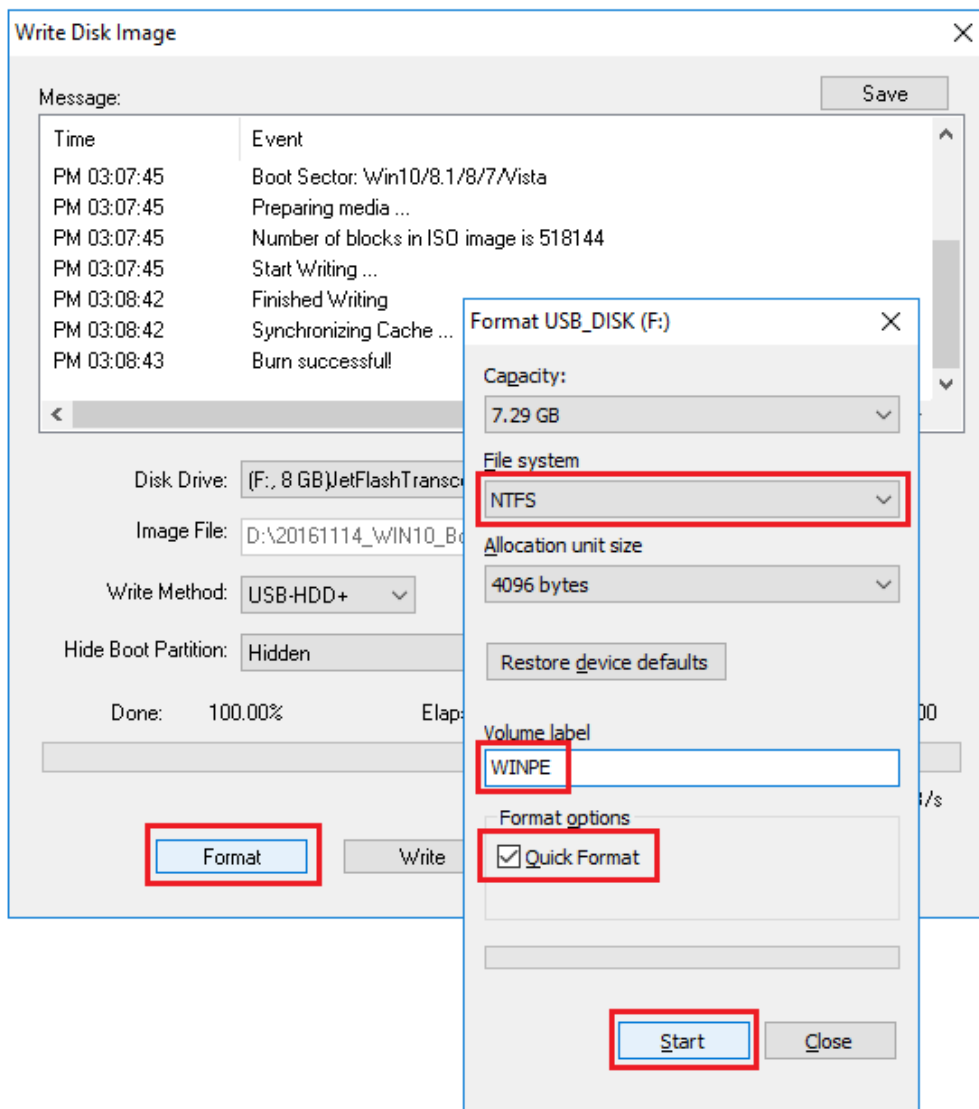 Write Disk Image
Message:
Save
Time Event
PM 03:07:45 Boot Sector: Win10/8.1/8/7/Vista
PM 03:07:45 Preparing media ...
PM 03:07:45 Number of blocks in ISO image is 518144
PM 03:07:45 Start Writing ...
PM 03:08:42 Finished Writing
PM 03:08:42 Synchronizing Cache ...
PM 03:08:43 Burn successful!
Disk Drive: (F:, 8 GB)JetFlashTransc
Image File: D:\20161114_WIN10_B
Write Method: USB-HDD+
Hide Boot Partition: Hidden
Done: 100.00% Elap 00
/s
Format Write
Format USB_DISK (F:)
Capacity:
7.29 GB
File system
NTFS
Allocation unit size
4096 bytes
Restore device defaults
Volume label
WINPE
Format options
Quick Format
Start Close